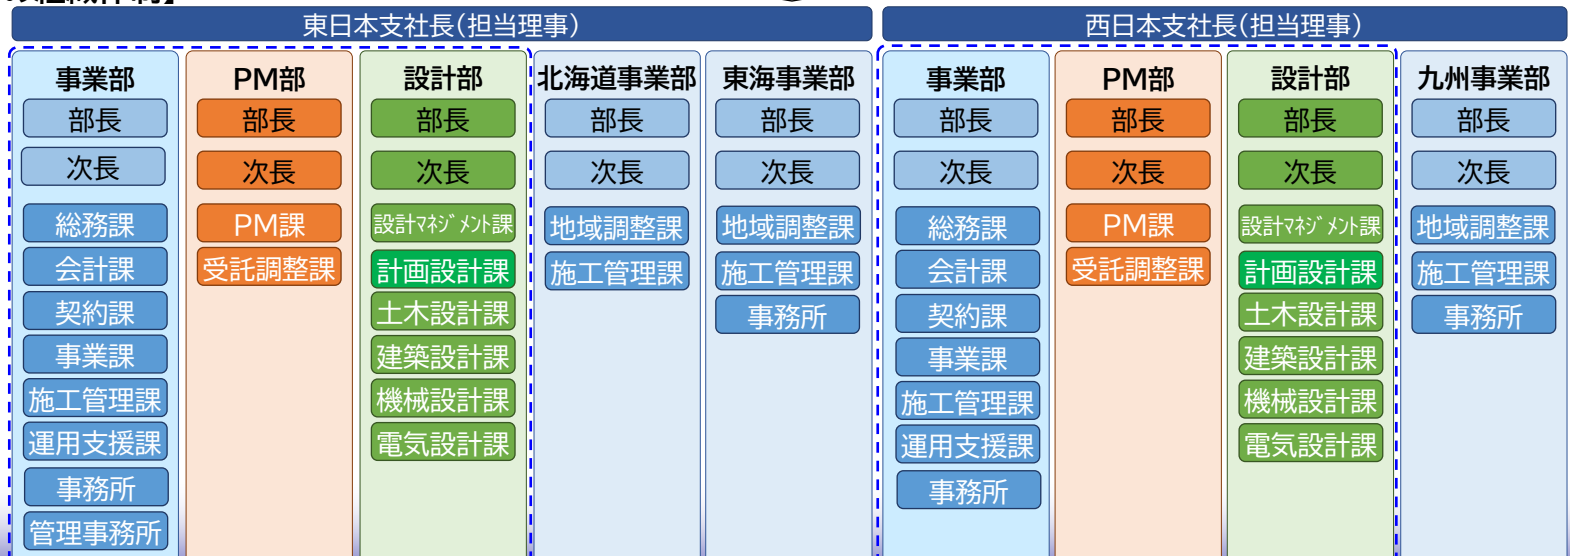 東日本支社長(担当理事)
事業部
部長
次長
総務課
会計課
契約課
事業課
施工管理課
運用支援課
事務所
管理事務所
PM部
部長
次長
PM課
受託調整課
設計部
部長
次長
設計ﾏﾈｼﾞﾒﾝﾄ課
計画設計課
土木設計課
建築設計課
機械設計課
電気設計課
北海道事業部
部長
次長
地域調整課
施工管理課
東海事業部
部長
次長
地域調整課
施工管理課
事務所
西日本支社長(担当理事)
事業部
部長
次長
総務課
会計課
契約課
事業課
施工管理課
運用支援課
事務所
PM部
部長
次長
PM課
受託調整課
設計部
部長
次長
設計ﾏﾈｼﾞﾒﾝﾄ課
計画設計課
土木設計課
建築設計課
機械設計課
電気設計課
九州事業部
部長
次長
地域調整課
施工管理課
事務所